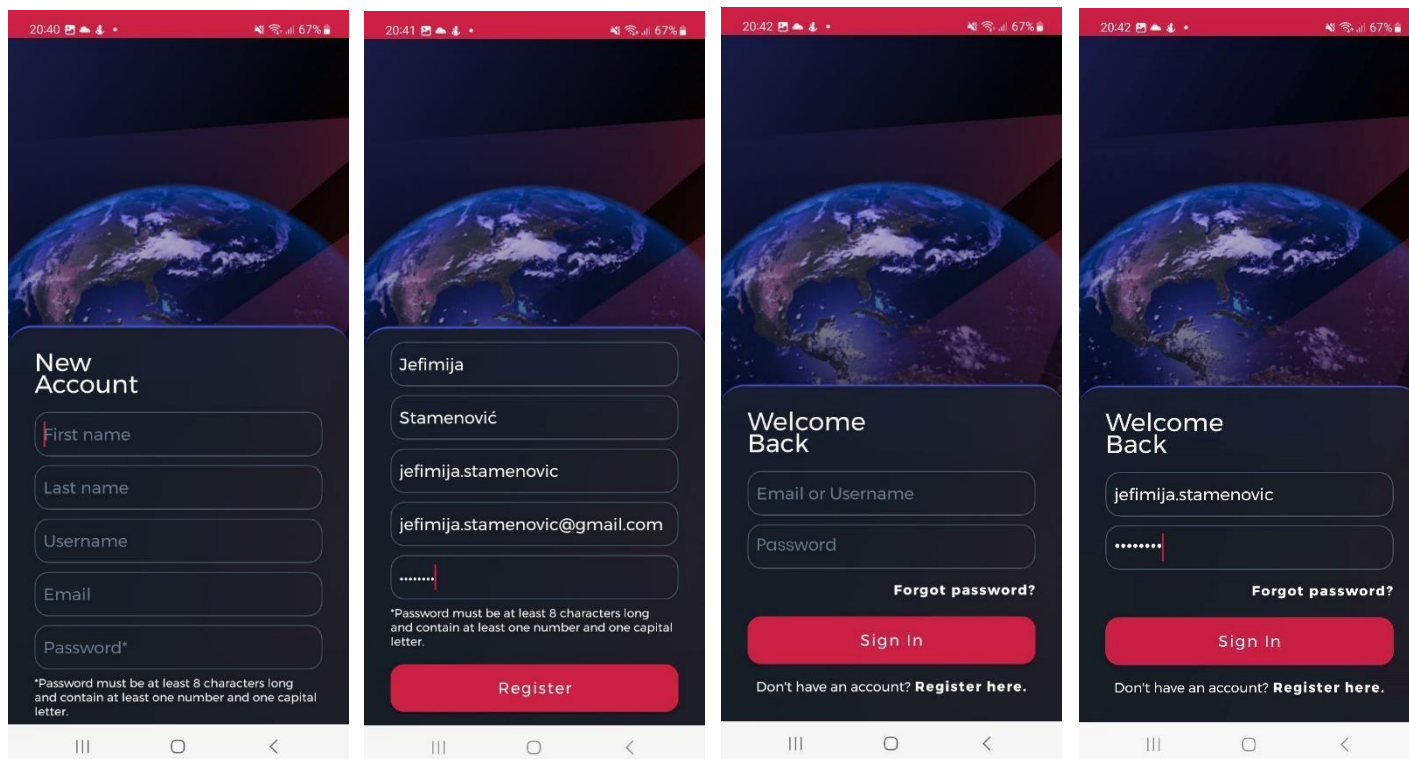 20:40
67%
New
Account
First name
Last name
Username
Email
Password*
*Password must be at least 8 characters long
and contain at least one number and one capital
letter.
20:41
67%
Jefimija
Stamenović
jefimija.stamenovic
jefimija.stamenovic@gmail.com
••••••••
*Password must be at least 8 characters long
and contain at least one number and one capital
letter.
Register
20:42
67%
Welcome
Back
Email or Username
Password
Forgot password?
Sign In
Don't have an account? Register here.
20:42
67%
Welcome
Back
jefimija.stamenovic
••••••••
Forgot password?
Sign In
Don't have an account? Register here.